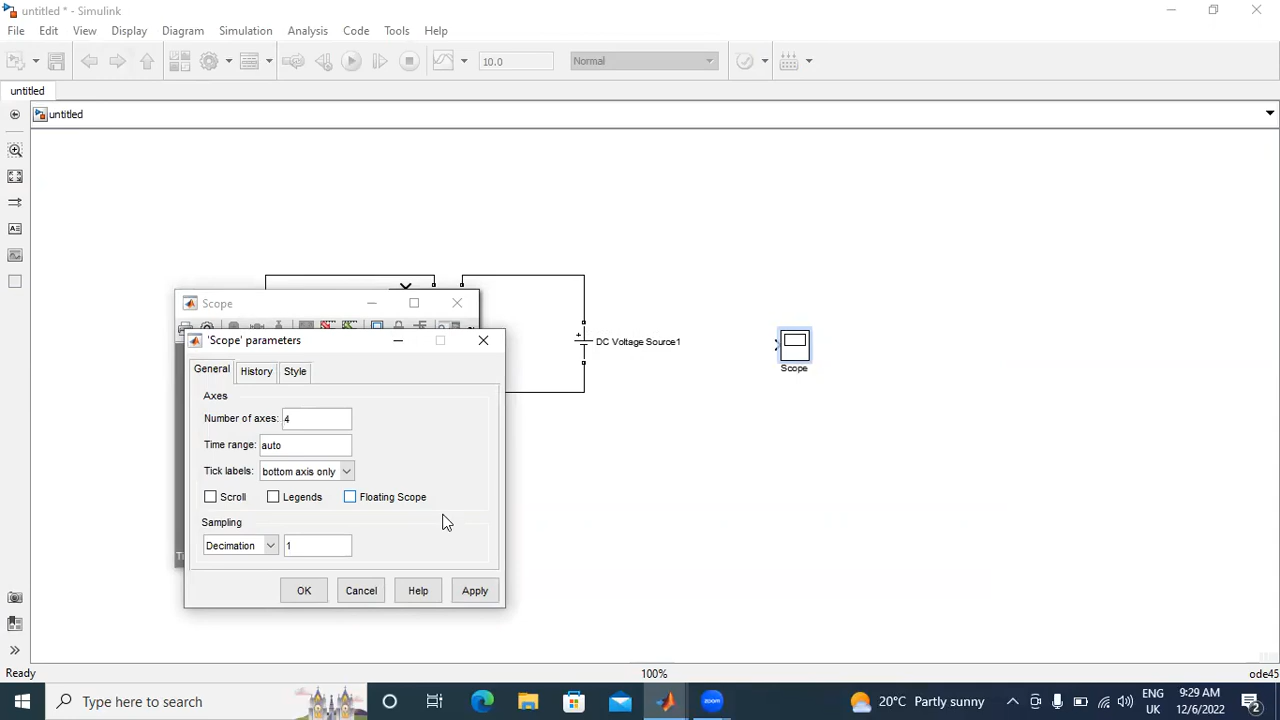 untitled * - Simulink
File Edit View Display Diagram Simulation Analysis Code Tools Help
10.0 Normal
untitled
untitled
Scope
'Scope' parameters
General History Style
Axes
Number of axes: 4
Time range: auto
Tick labels: bottom axis only
Scroll Legends Floating Scope
Sampling
Decimation 1
OK Cancel Help Apply
DC Voltage Source1
Scope
Ready 100% ode45
Type here to search
zoom
20°C Partly sunny
ENG
UK
9:29 AM
12/6/2022
2